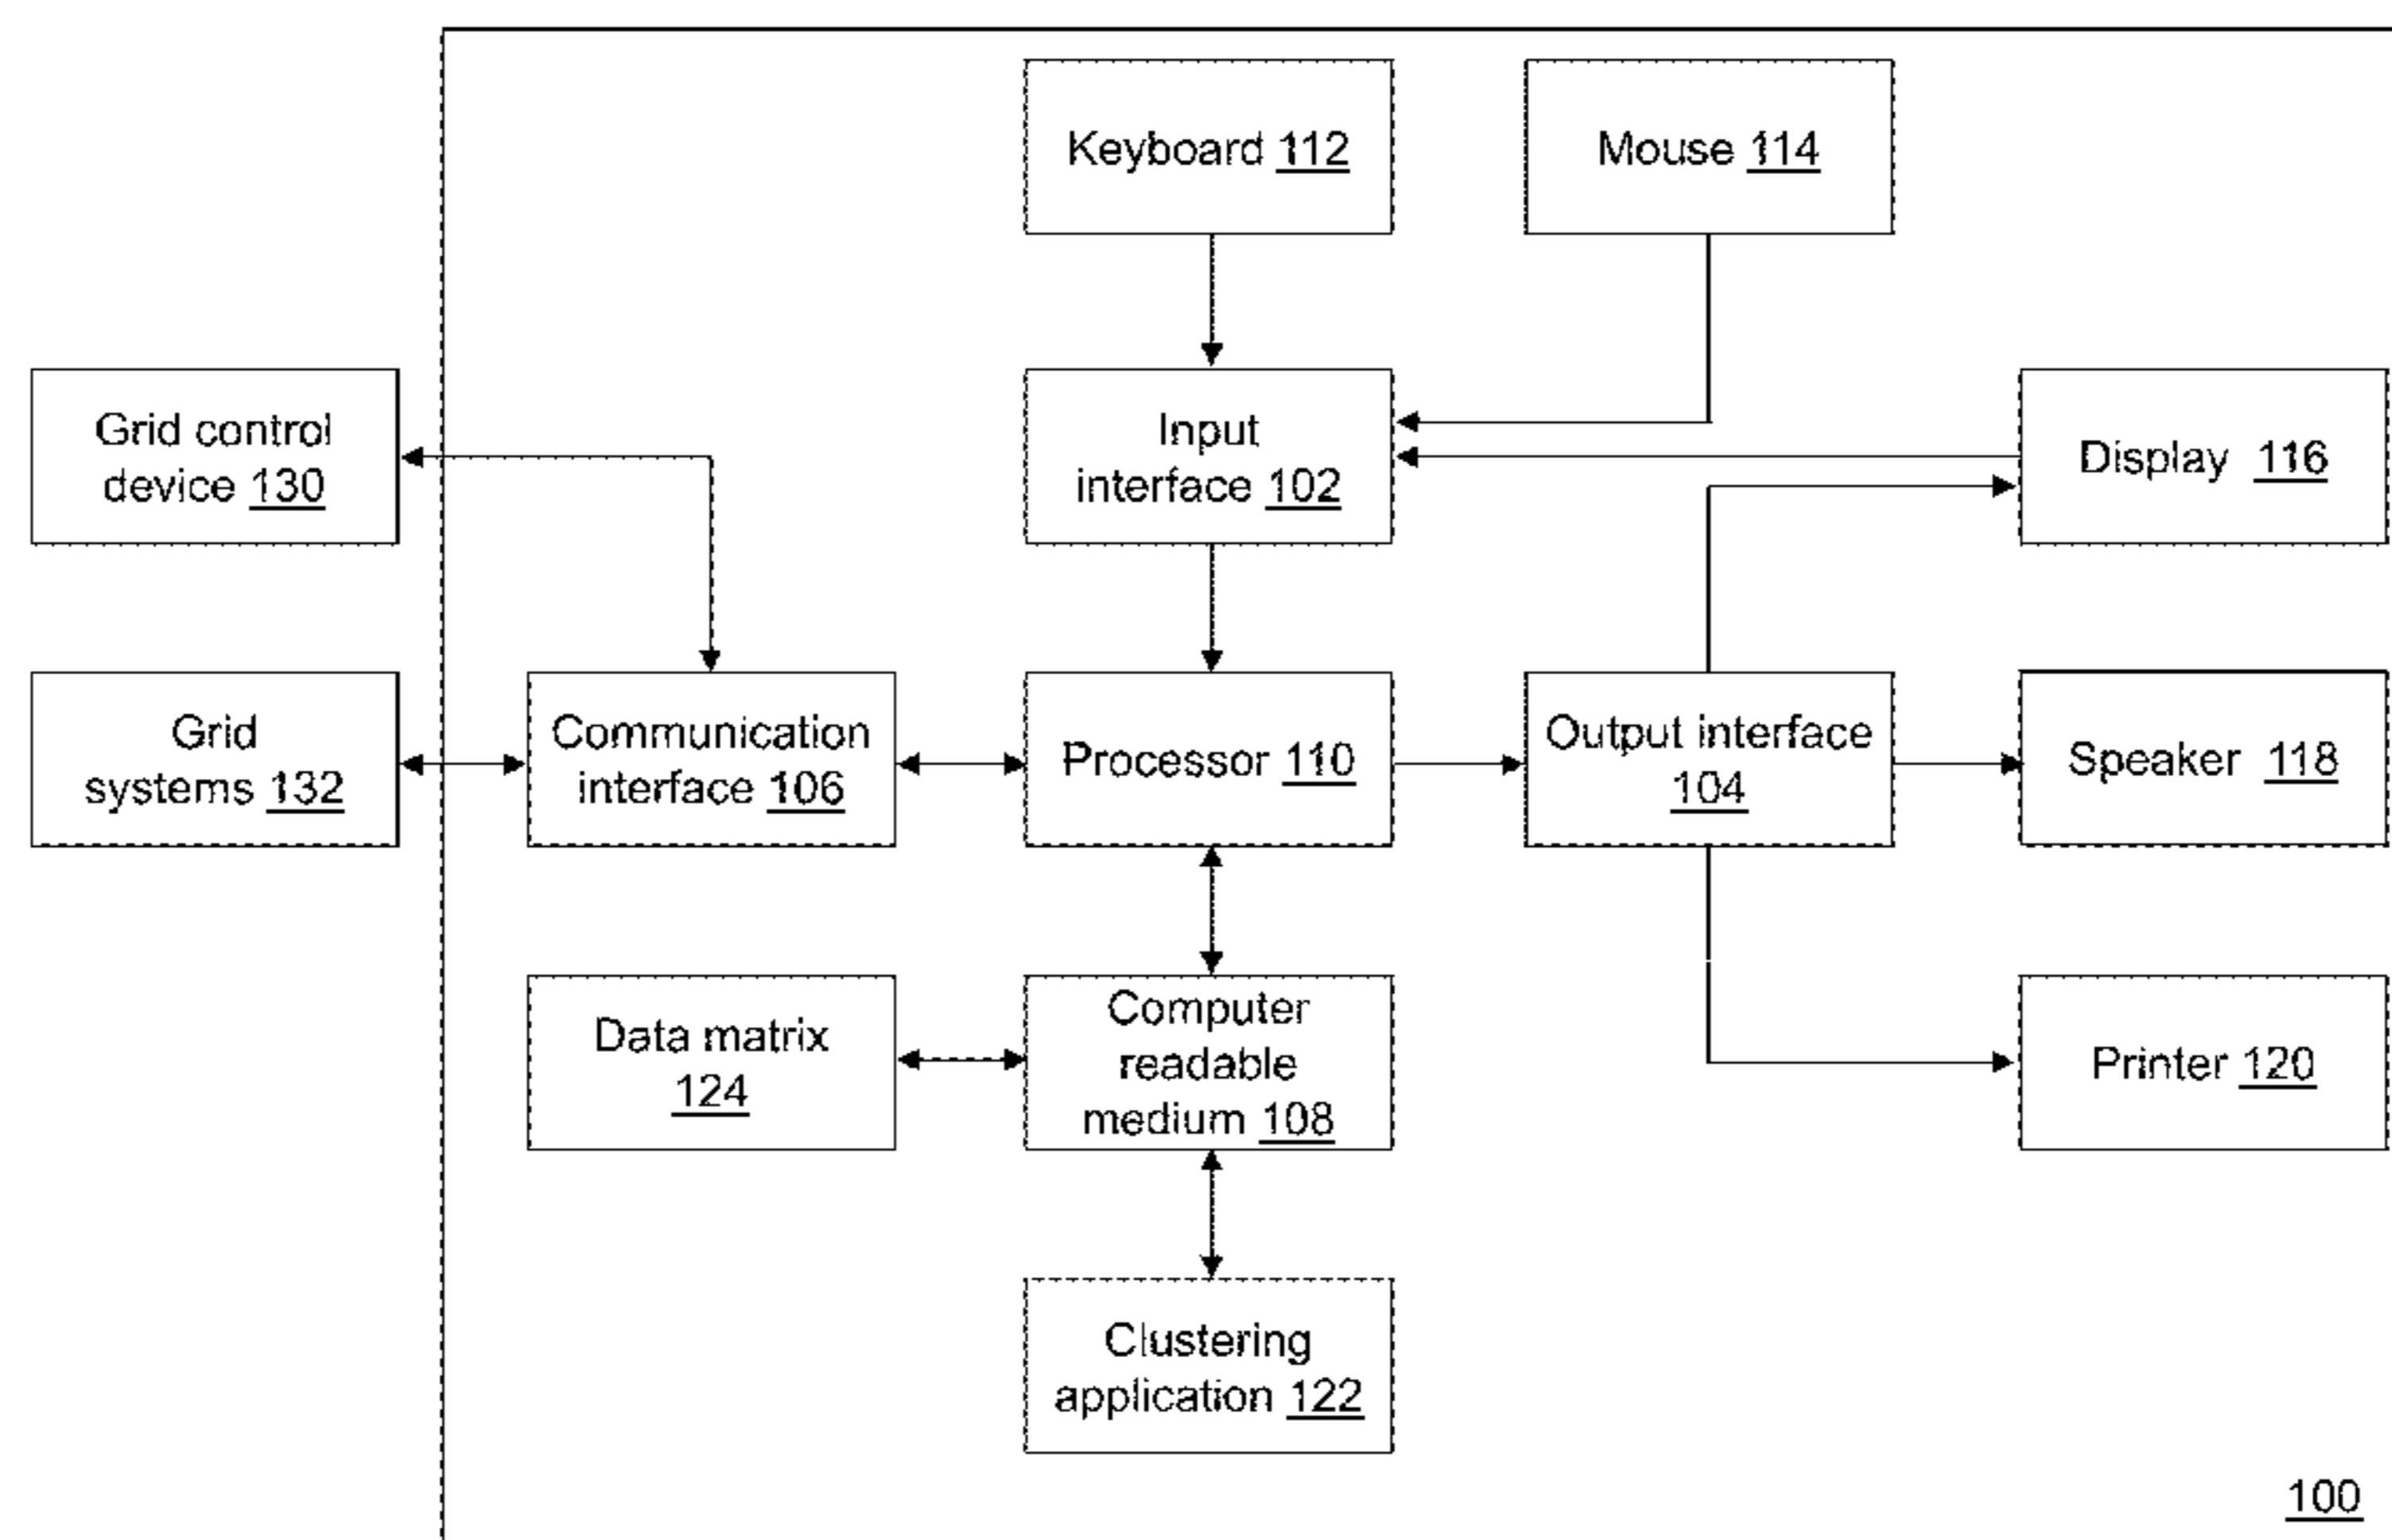 Keyboard 112
Mouse 114
Grid control
device 130
Input
interface 102
Display 116
Grid
systems 132
Communication
interface 106
Processor 110
Output interface
104
Speaker 118
Data matrix
124
Computer
readable
medium 108
Printer 120
Clustering
application 122
100